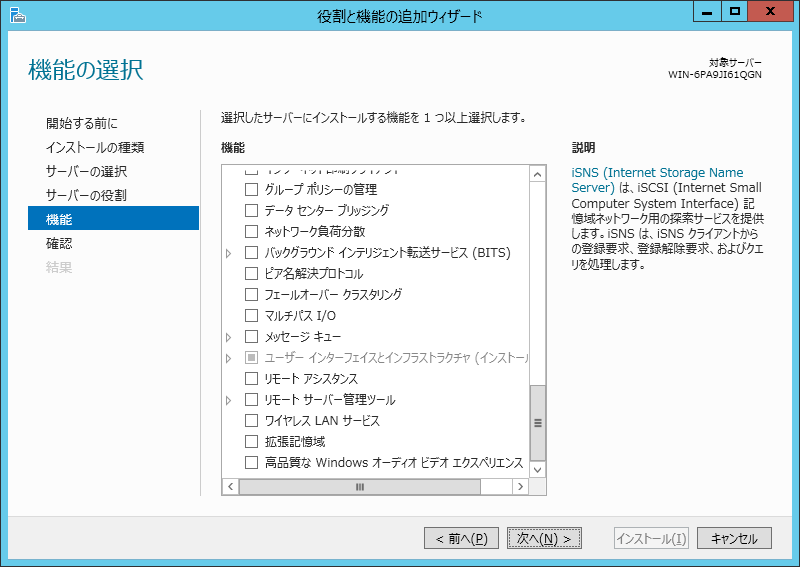 役割と機能の追加ウィザード
機能の選択
対象サーバー
WIN-6PA9JI61QGN
開始する前に
インストールの種類
サーバーの選択
サーバーの役割
機能
確認
結果
選択したサーバーにインストールする機能を 1 つ以上選択します。
機能
グループ ポリシーの管理
データ センター ブリッジング
ネットワーク負荷分散
バックグラウンド インテリジェント転送サービス (BITS)
ピア名解決プロトコル
フェールオーバー クラスタリング
マルチパス I/O
メッセージ キュー
ユーザー インターフェイスとインフラストラクチャ (インストール
リモート アシスタンス
リモート サーバー管理ツール
ワイヤレス LAN サービス
拡張記憶域
高品質な Windows オーディオ ビデオ エクスペリエンス
説明
iSNS (Internet Storage Name
Server) は、iSCSI (Internet Small
Computer System Interface) 記
憶域ネットワーク用の探索サービスを提供
します。iSNS は、iSNS クライアントから
の登録要求、登録解除要求、およびクエ
リを処理します。
< 前へ(P)
次へ(N) >
インストール(I)
キャンセル